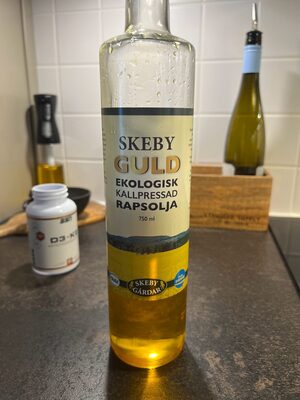 SKEBY
GULD
EKOLOGISK
KALLPRESSAD
RAPSOLJA
750 ml
SKEBY
GÅRDAR
D3-K2